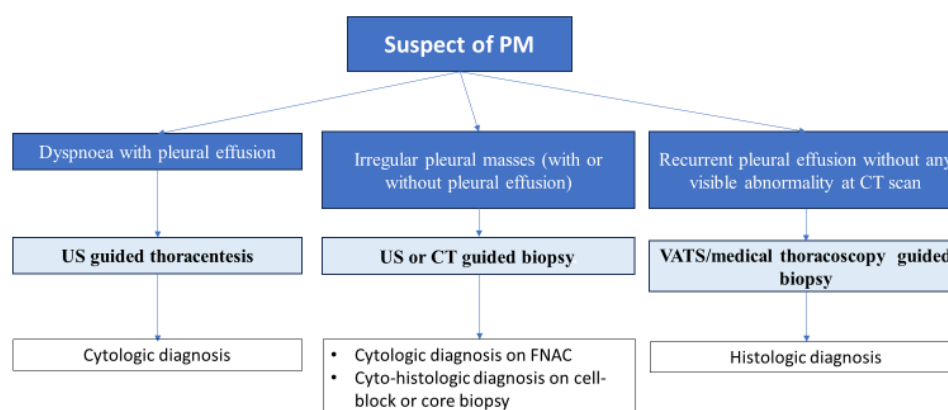 Suspect of PM
Dyspnoea with pleural effusion
Irregular pleural masses (with or
without pleural effusion)
Recurrent pleural effusion without any
visible abnormality at CT scan
US guided thoracentesis
US or CT guided biopsy
VATS/medical thoracoscopy guided
biopsy
Cytologic diagnosis
• Cytologic diagnosis on FNAC
• Cyto-histologic diagnosis on cell-
block or core biopsy
Histologic diagnosis